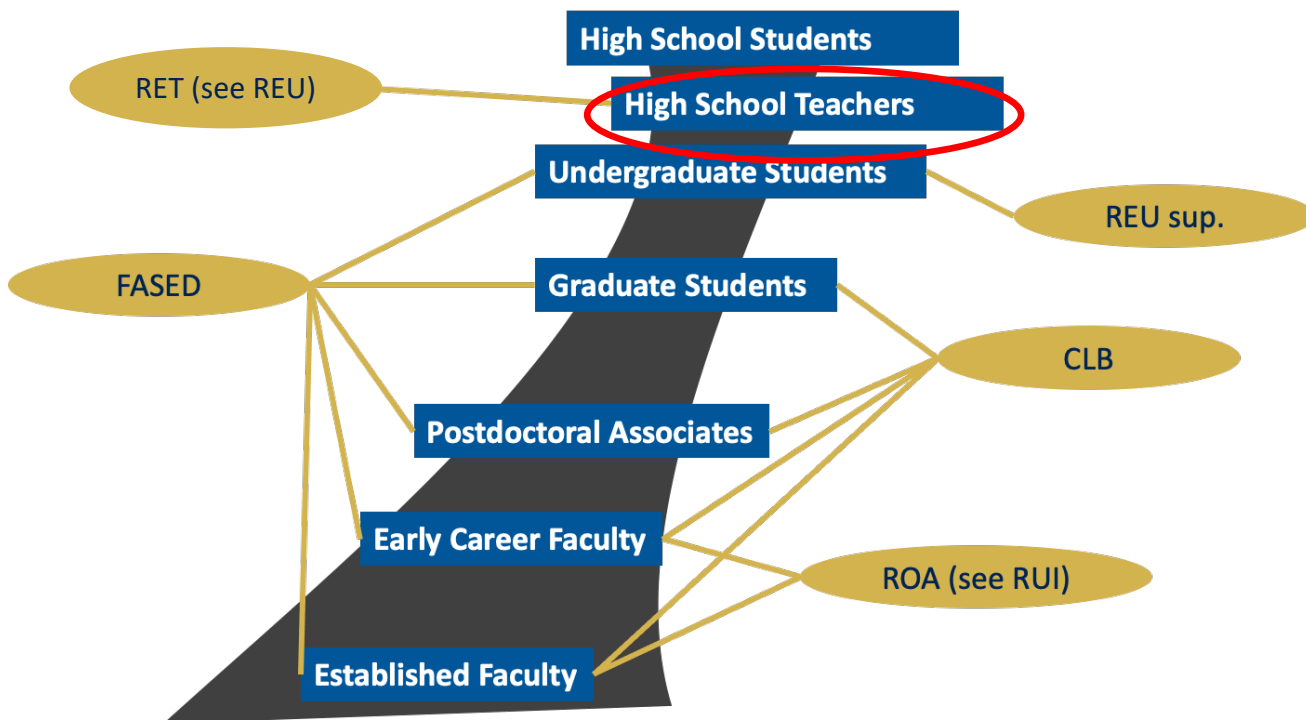 High School Students
RET (see REU)
High School Teachers
Undergraduate Students
REU sup.
FASED
Graduate Students
CLB
Postdoctoral Associates
Early Career Faculty
ROA (see RUI)
Established Faculty